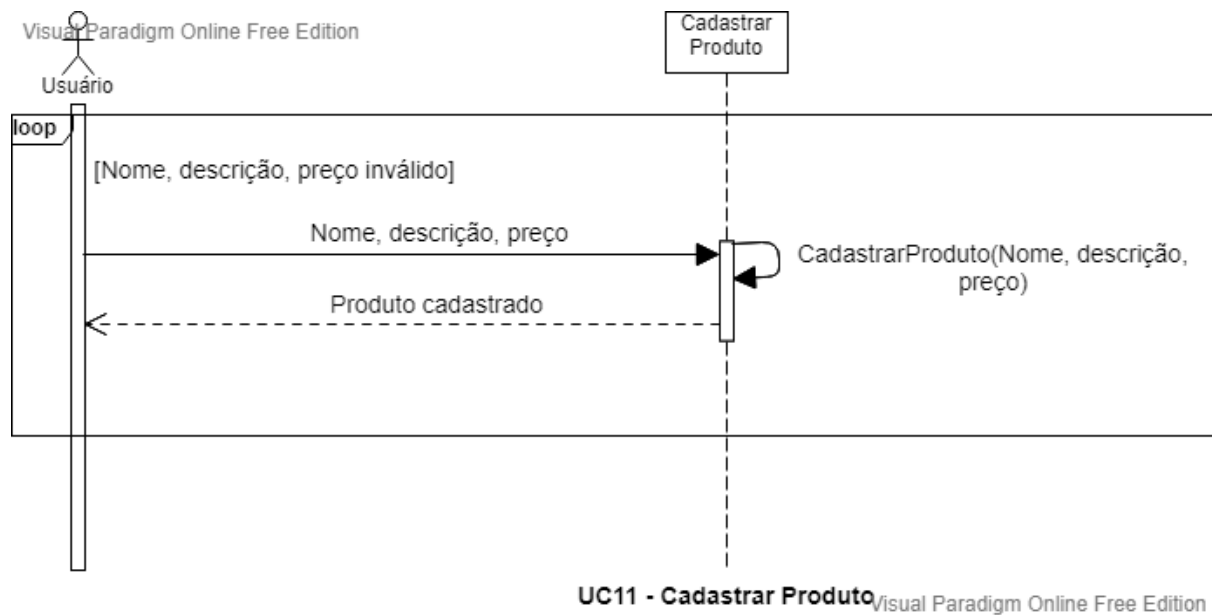 Visual Paradigm Online Free Edition
Cadastrar
Produto
Usuário
loop
[Nome, descrição, preço inválido]
Nome, descrição, preço
CadastrarProduto(Nome, descrição,
preço)
Produto cadastrado
UC11 - Cadastrar Produto
Visual Paradigm Online Free Edition